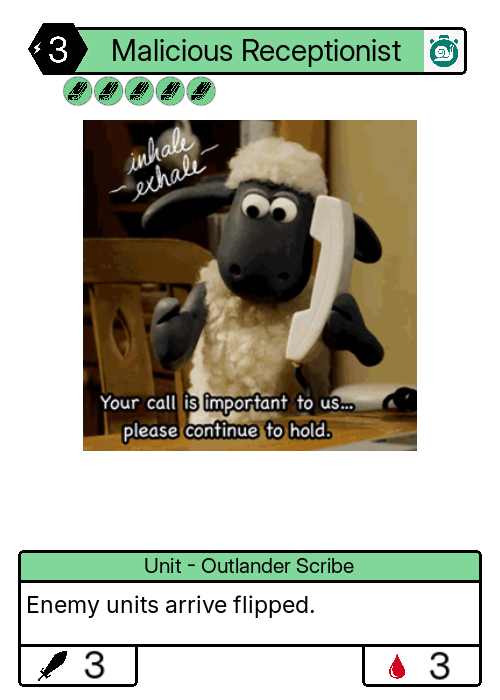 3
Malicious Receptionist
inhale
exhale
Your call is important to us...
please continue to hold.
Unit - Outlander Scribe
Enemy units arrive flipped.
3
3